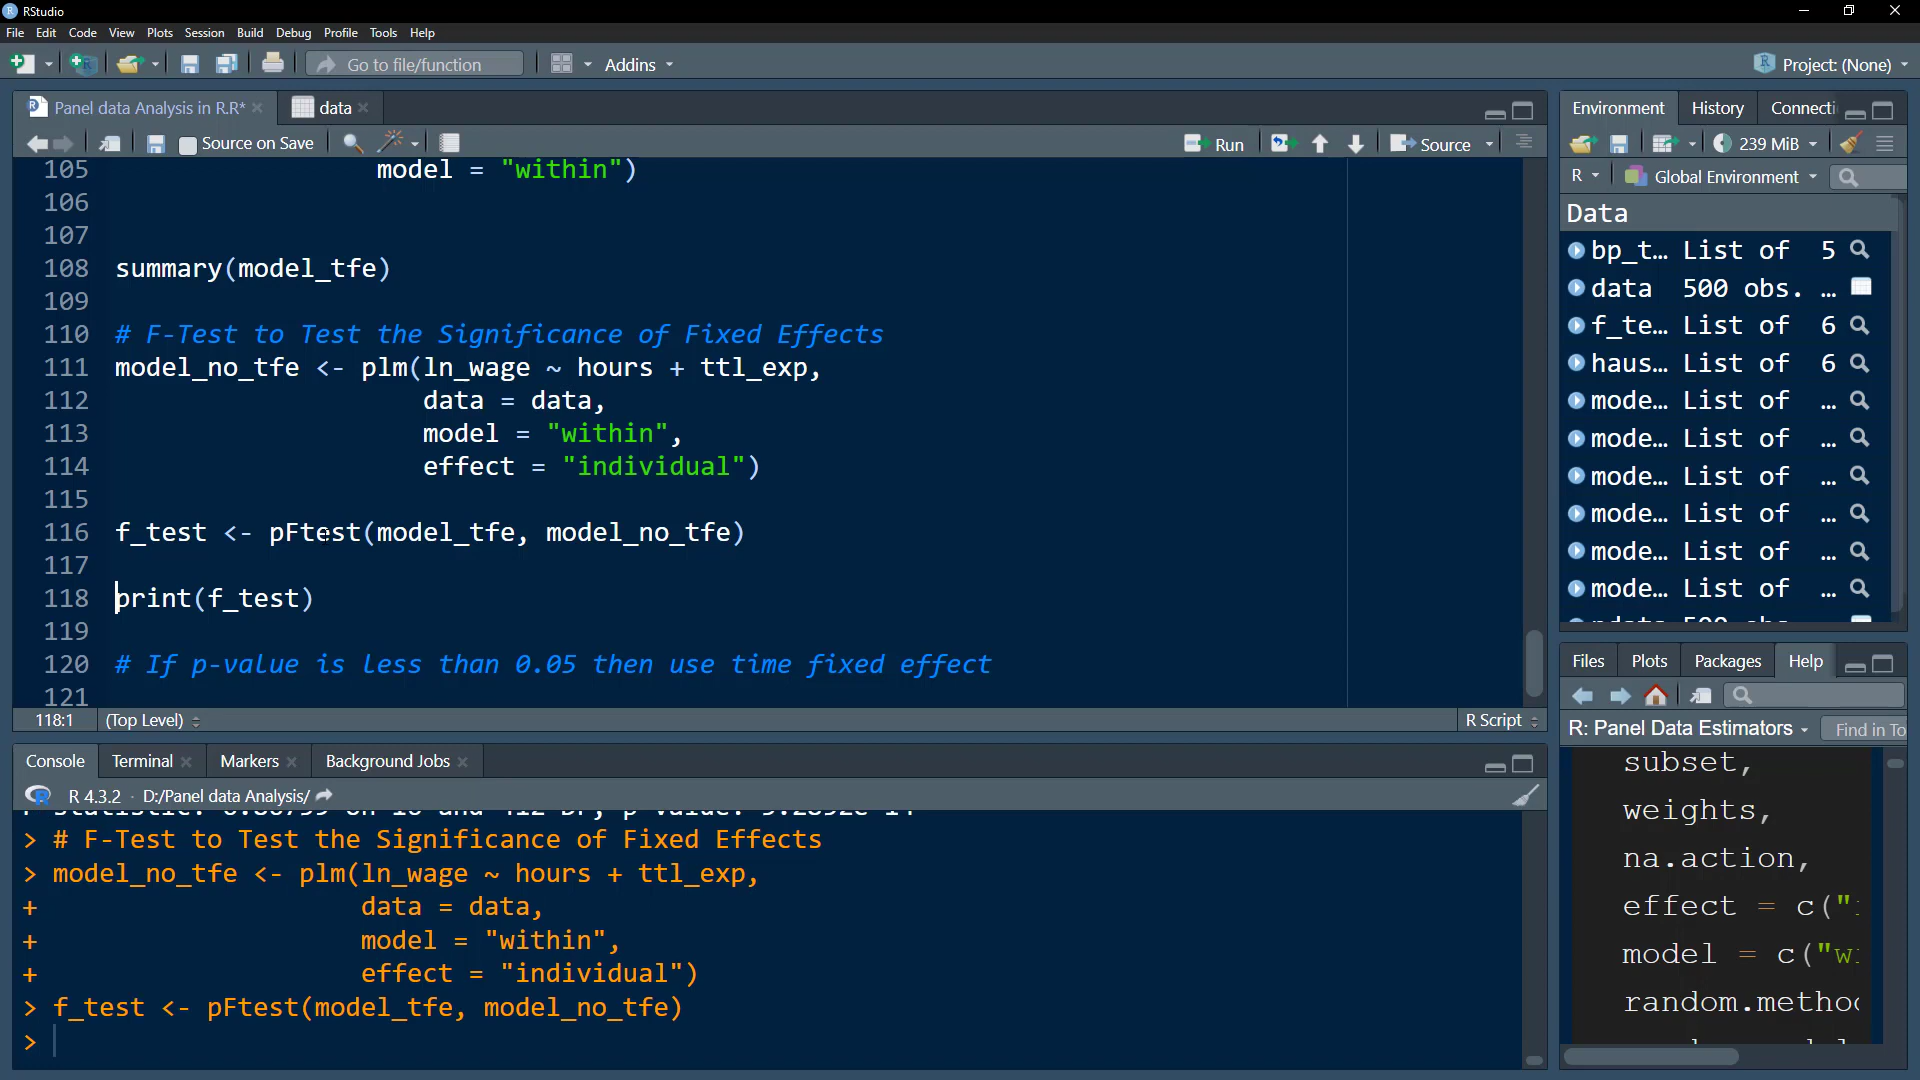 RStudio
File Edit Code View Plots Session Build Debug Profile Tools Help
Go to file/function Addins Project: (None)
Panel data Analysis in R.R* data
Source on Save Run Source
105 model = "within")
106
107
108 summary(model_tfe)
109
110 # F-Test to Test the Significance of Fixed Effects
111 model_no_tfe <- plm(ln_wage ~ hours + ttl_exp,
112 data = data,
113 model = "within",
114 effect = "individual")
115
116 f_test <- pFtest(model_tfe, model_no_tfe)
117
118 print(f_test)
119
120 # If p-value is less than 0.05 then use time fixed effect
121
118:1 (Top Level) R Script
Console Terminal Markers Background Jobs
R 4.3.2 · D:/Panel data Analysis/
> # F-Test to Test the Significance of Fixed Effects
> model_no_tfe <- plm(ln_wage ~ hours + ttl_exp,
+ data = data,
+ model = "within",
+ effect = "individual")
> f_test <- pFtest(model_tfe, model_no_tfe)
>
Environment History Connecti
239 MiB
R Global Environment
Data
bp_t… List of 5
data 500 obs. …
f_te… List of 6
haus… List of 6
mode… List of …
mode… List of …
mode… List of …
mode… List of …
mode… List of …
mode… List of …
Files Plots Packages Help
R: Panel Data Estimators Find in To
subset,
weights,
na.action,
effect = c("
model = c("w
random.metho